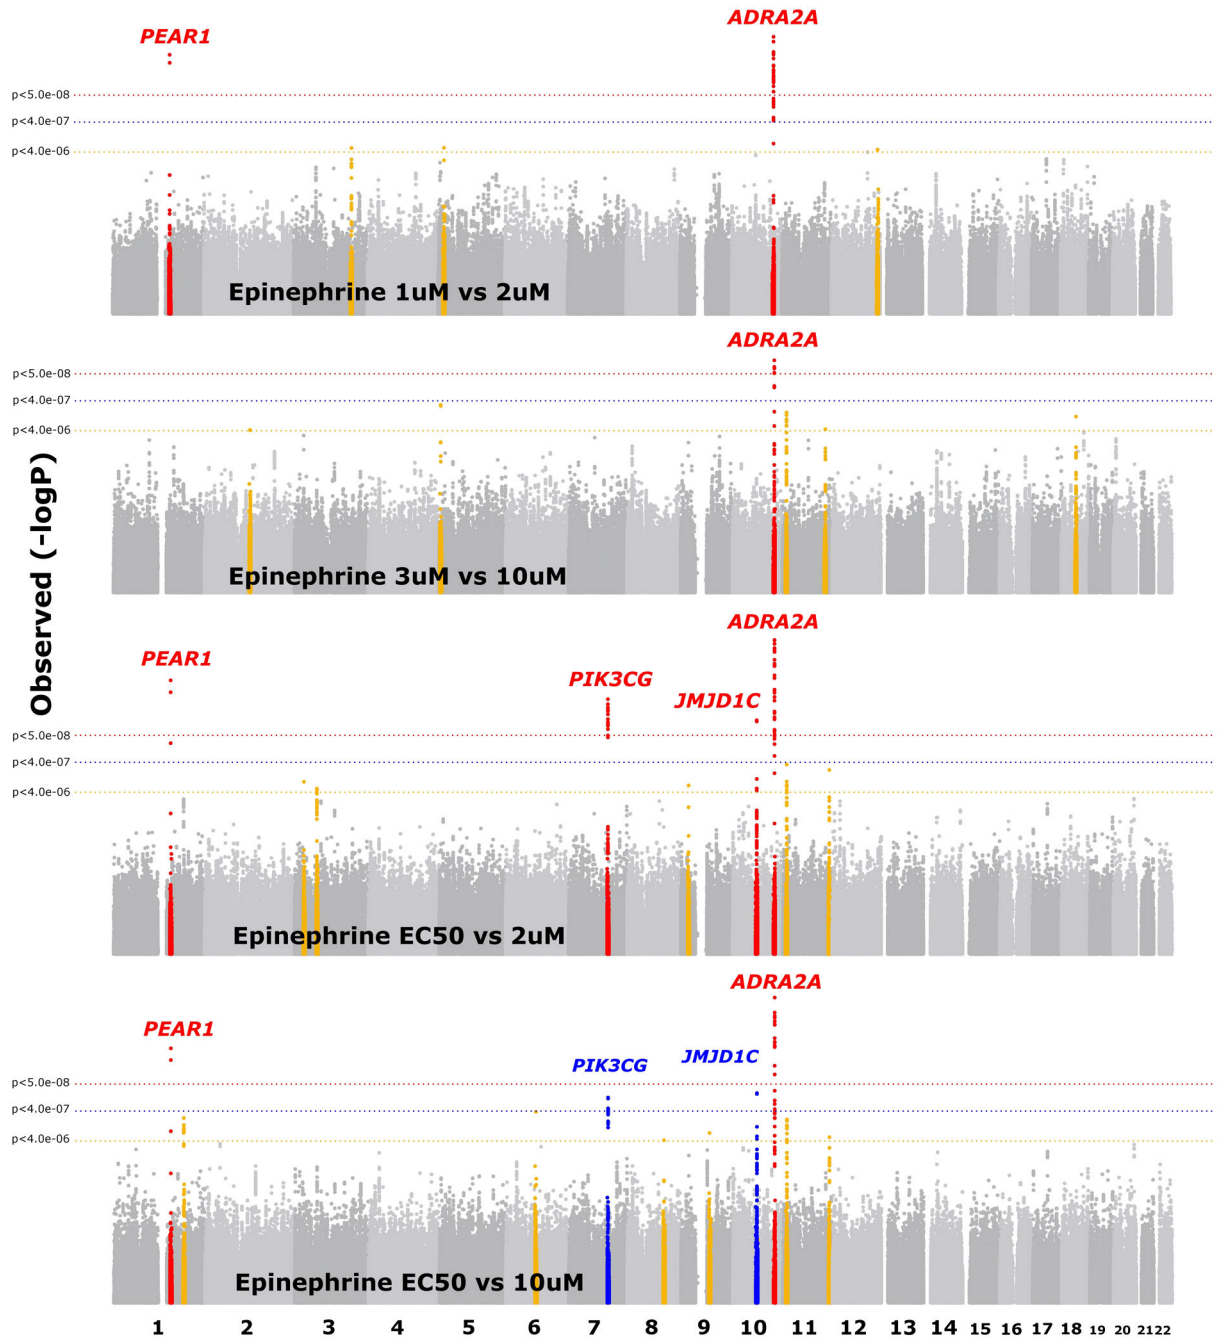 Observed (-logP)
PEAR1
ADRA2A
p<5.0e-08
p<4.0e-07
p<4.0e-06
Epinephrine 1uM vs 2uM
ADRA2A
p<5.0e-08
p<4.0e-07
p<4.0e-06
Epinephrine 3uM vs 10uM
ADRA2A
PEAR1
PIK3CG
JMJD1C
p<5.0e-08
p<4.0e-07
p<4.0e-06
Epinephrine EC50 vs 2uM
ADRA2A
PEAR1
PIK3CG
JMJD1C
p<5.0e-08
p<4.0e-07
p<4.0e-06
Epinephrine EC50 vs 10uM
1 2 3 4 5 6 7 8 9 10 11 12 13 14 15 16 17 18 19 20 21 22